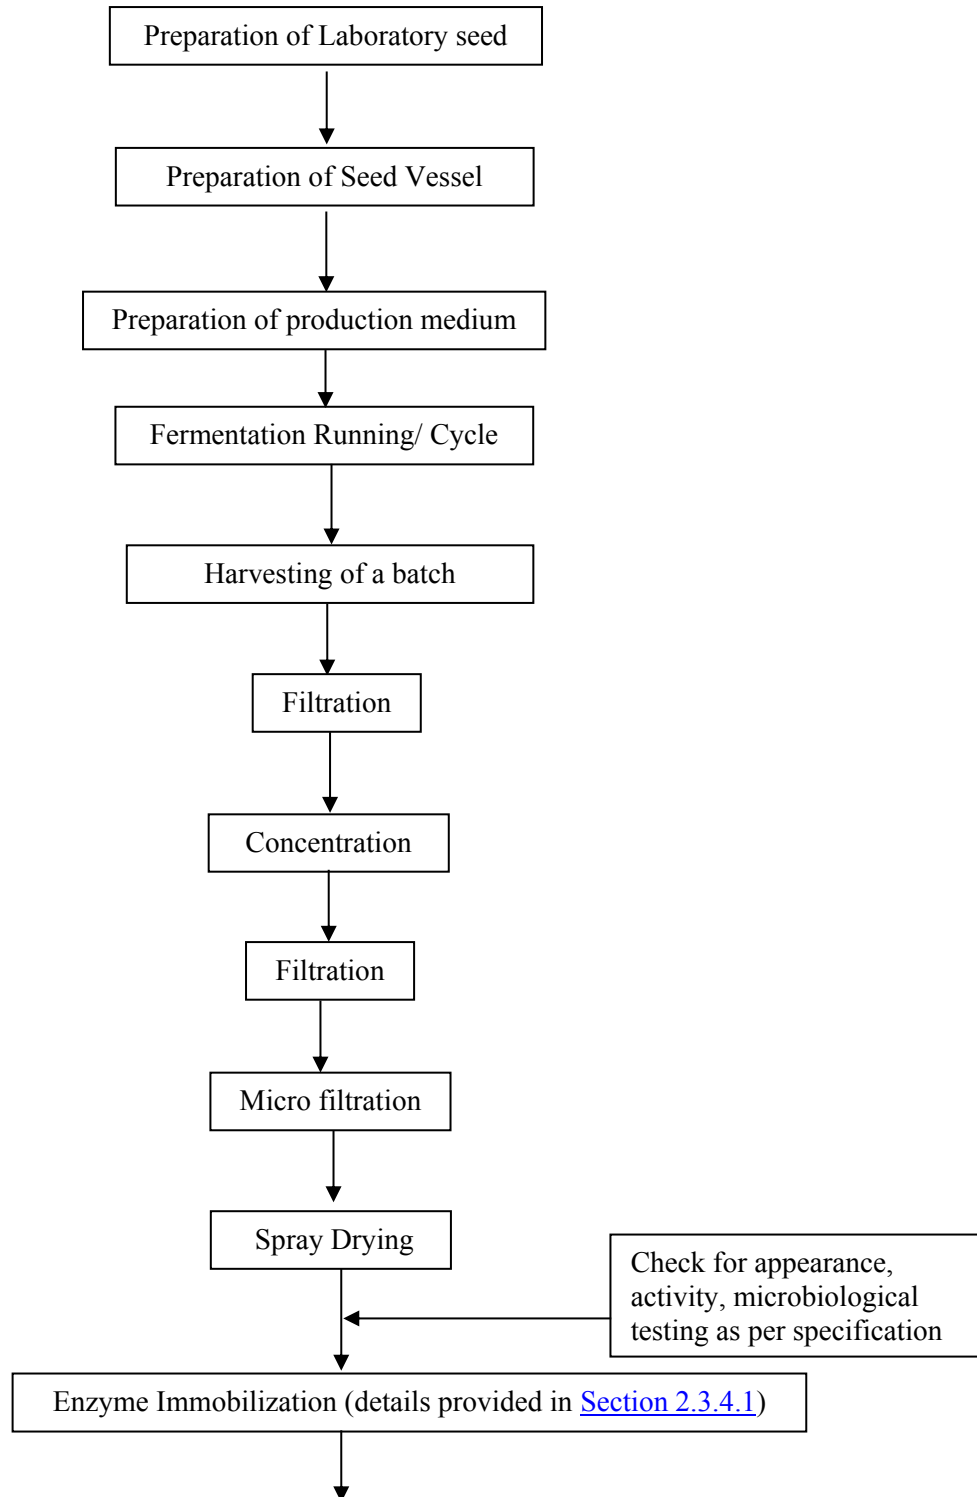 Preparation of Laboratory seed
Preparation of Seed Vessel
Preparation of production medium
Fermentation Running/ Cycle
Harvesting of a batch
Filtration
Concentration
Filtration
Micro filtration
Spray Drying
Check for appearance,
activity, microbiological
testing as per specification
Enzyme Immobilization (details provided in Section 2.3.4.1)